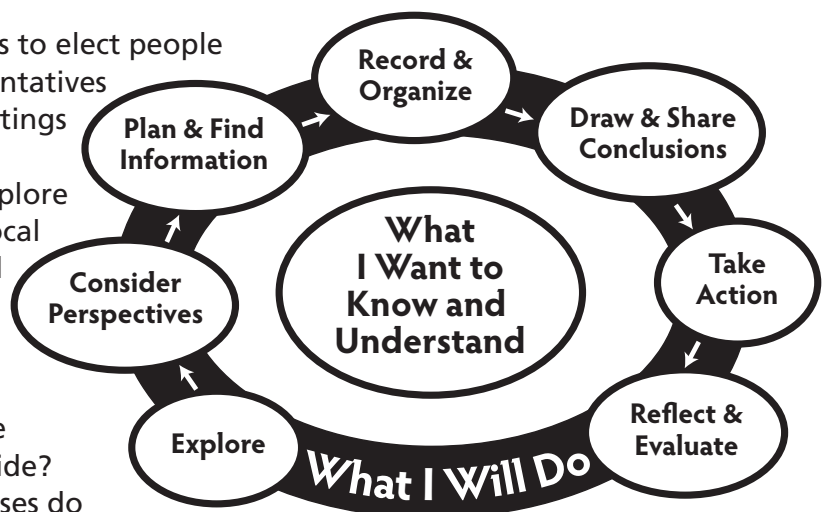 s to elect people
ntatives
tings
plore
ocal
e
ide?
ses do
Record &
Organize
Plan & Find
Information
Draw & Share
Conclusions
Consider
Perspectives
What
I Want to
Know and
Understand
Take
Action
Explore
Reflect &
Evaluate
What I Will Do